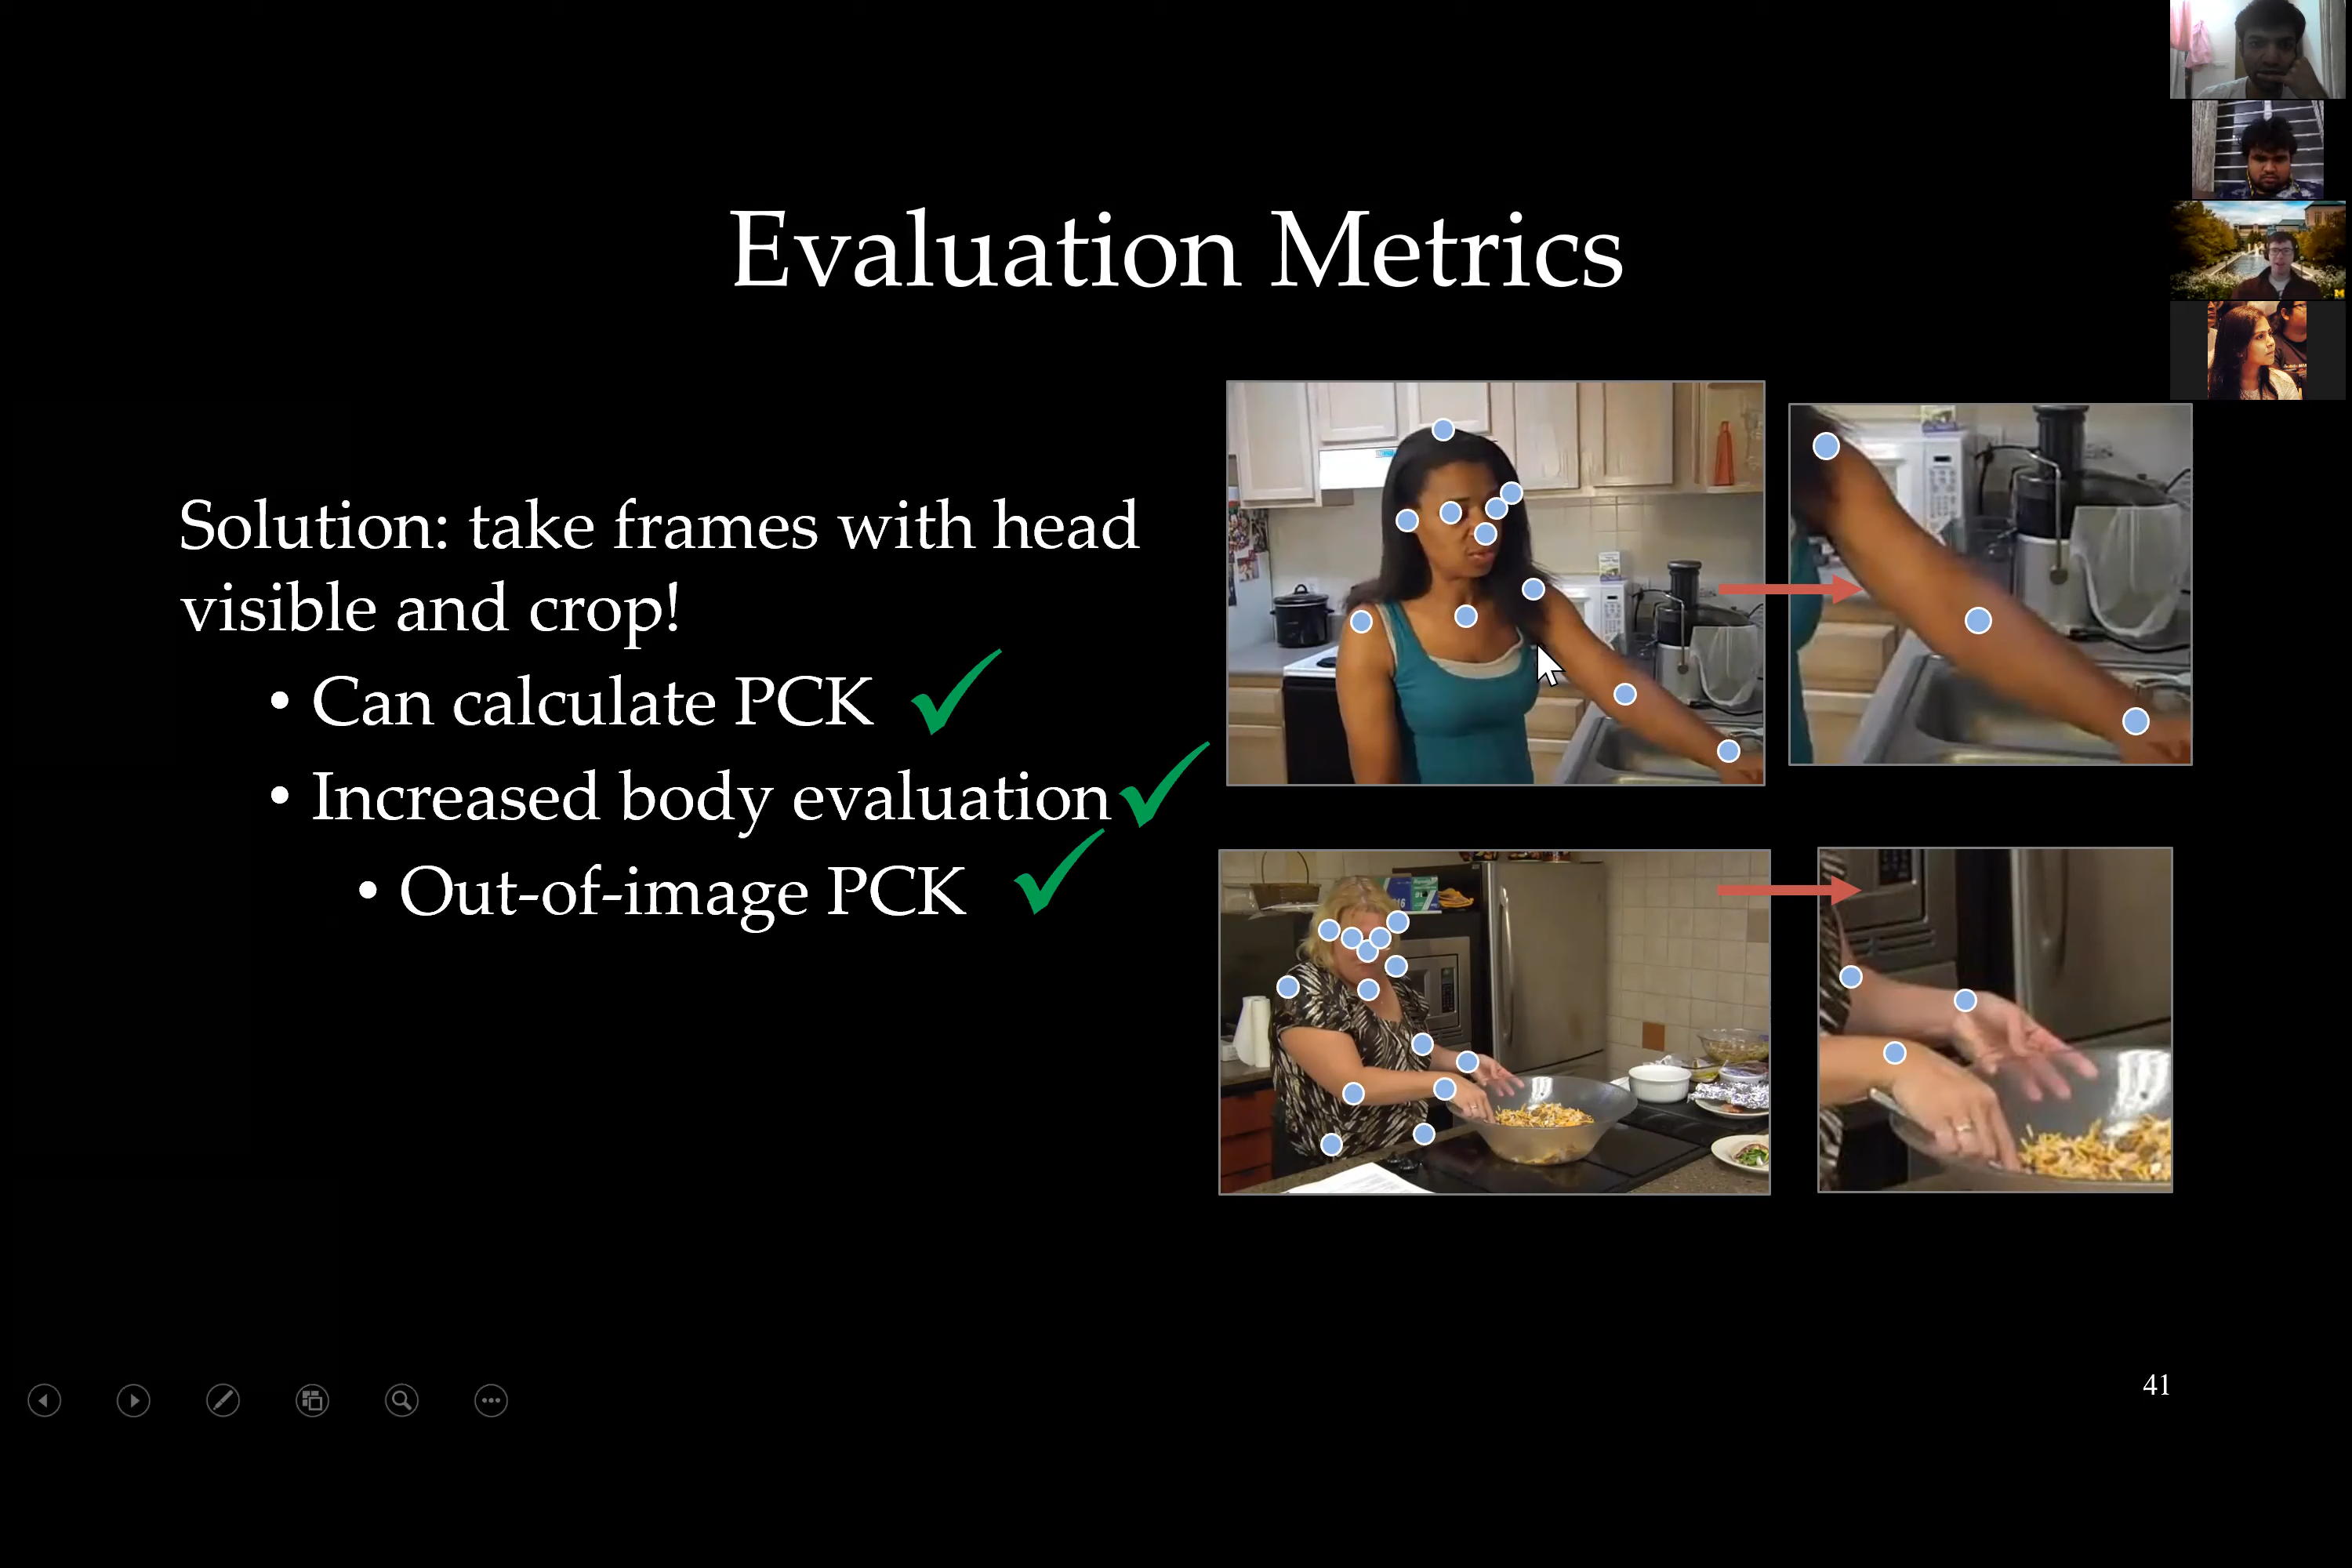 Evaluation Metrics
Solution: take frames with head
visible and crop!
• Can calculate PCK
• Increased body evaluation
• Out-of-image PCK
41